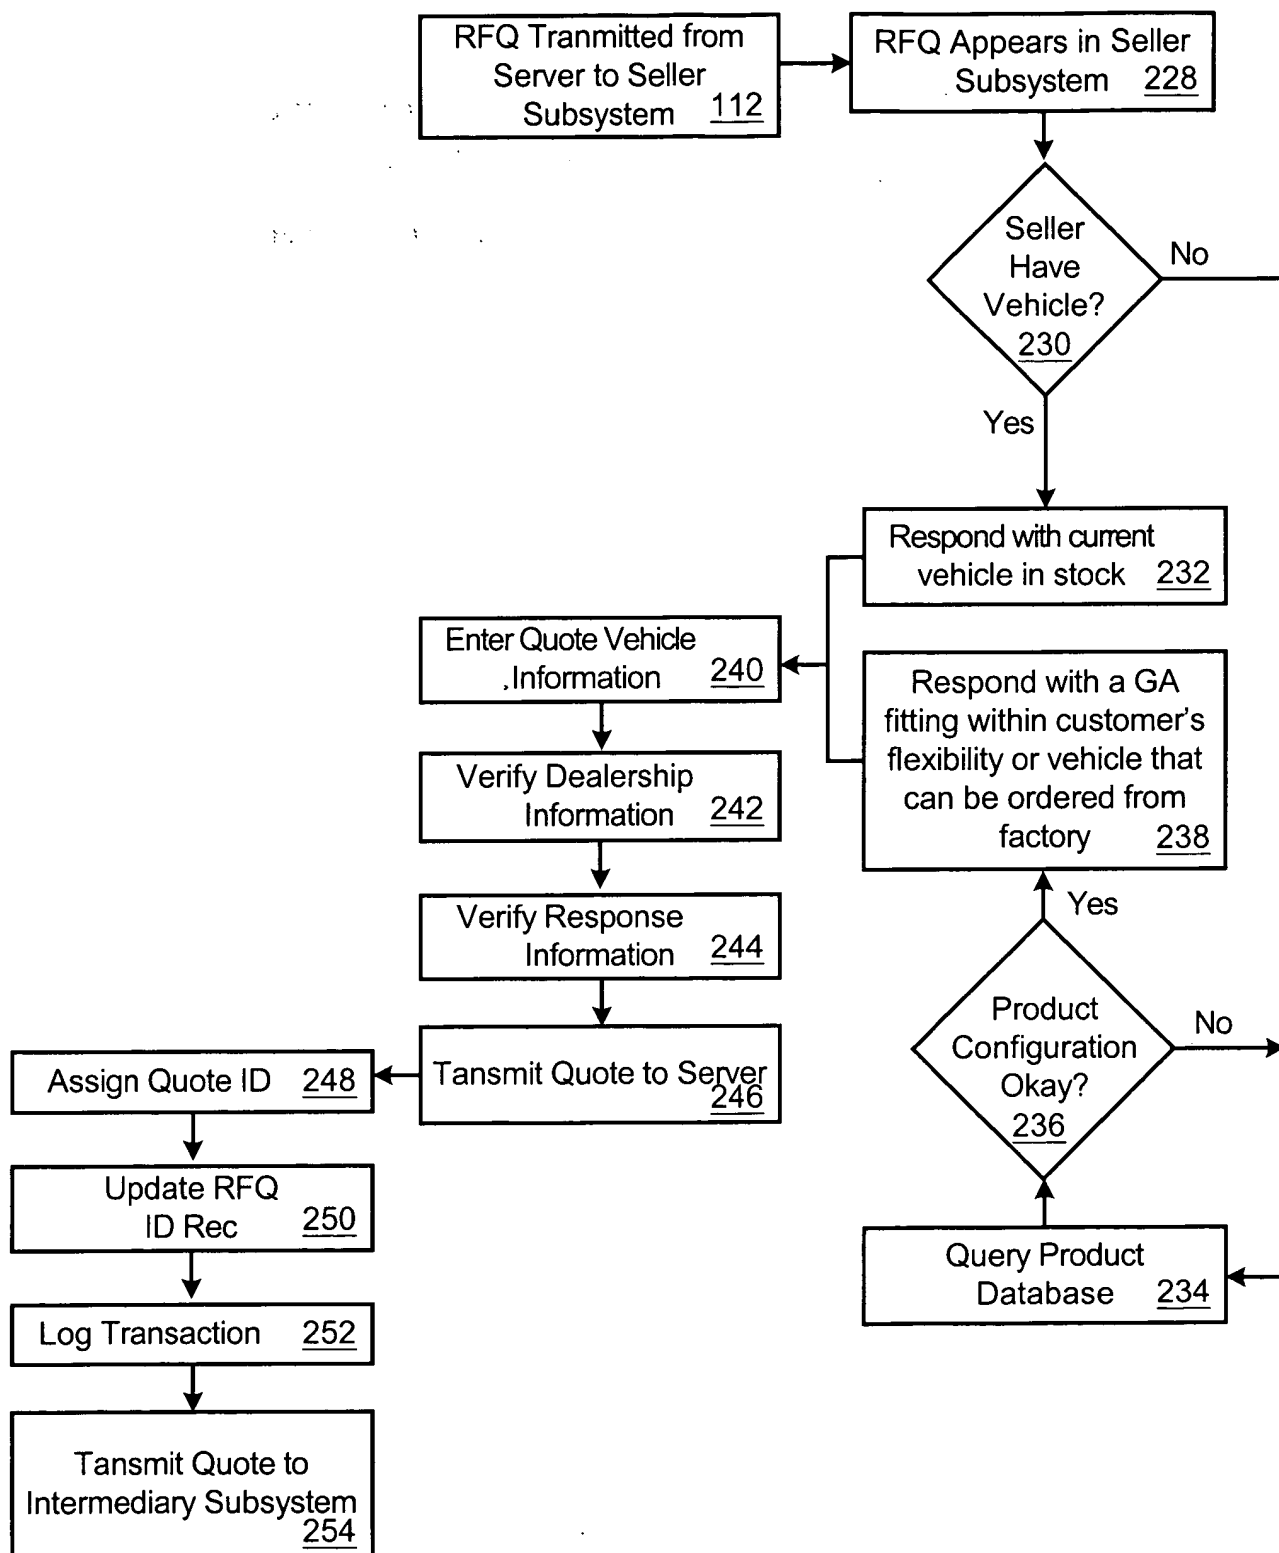 RFQ Tranmitted from
Server to Seller
Subsystem 112
RFQ Appears in Seller
Subsystem 228
Seller
Have
Vehicle?
230
No
Yes
Respond with current
vehicle in stock 232
Respond with a GA
fitting within customer's
flexibility or vehicle that
can be ordered from
factory 238
Yes
Product
Configuration
Okay?
236
No
Query Product
Database 234
Enter Quote Vehicle
Information 240
Verify Dealership
Information 242
Verify Response
Information 244
Tansmit Quote to Server
246
Assign Quote ID 248
Update RFQ
ID Rec 250
Log Transaction 252
Tansmit Quote to
Intermediary Subsystem
254